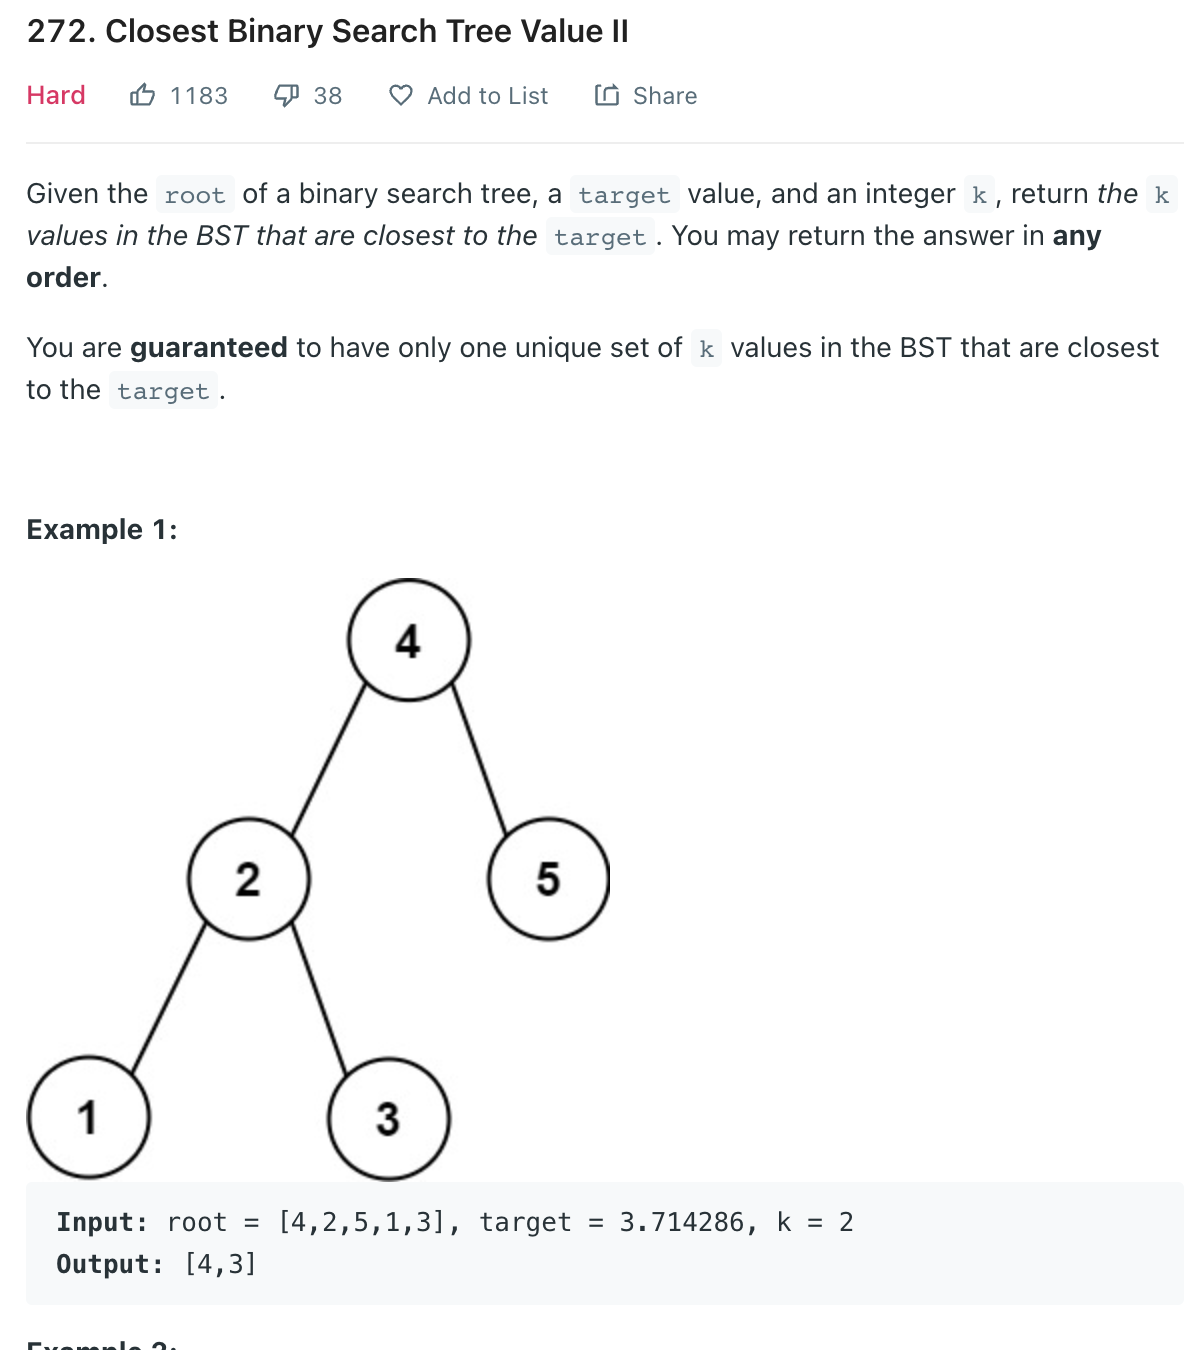 272. Closest Binary Search Tree Value II
Hard 1183 38 Add to List Share
Given the root of a binary search tree, a target value, and an integer k , return the k
values in the BST that are closest to the target . You may return the answer in any
order.
You are guaranteed to have only one unique set of k values in the BST that are closest
to the target .
Example 1:
4
2 5
1 3
Input: root = [4,2,5,1,3], target = 3.714286, k = 2
Output: [4,3]
Example 2: